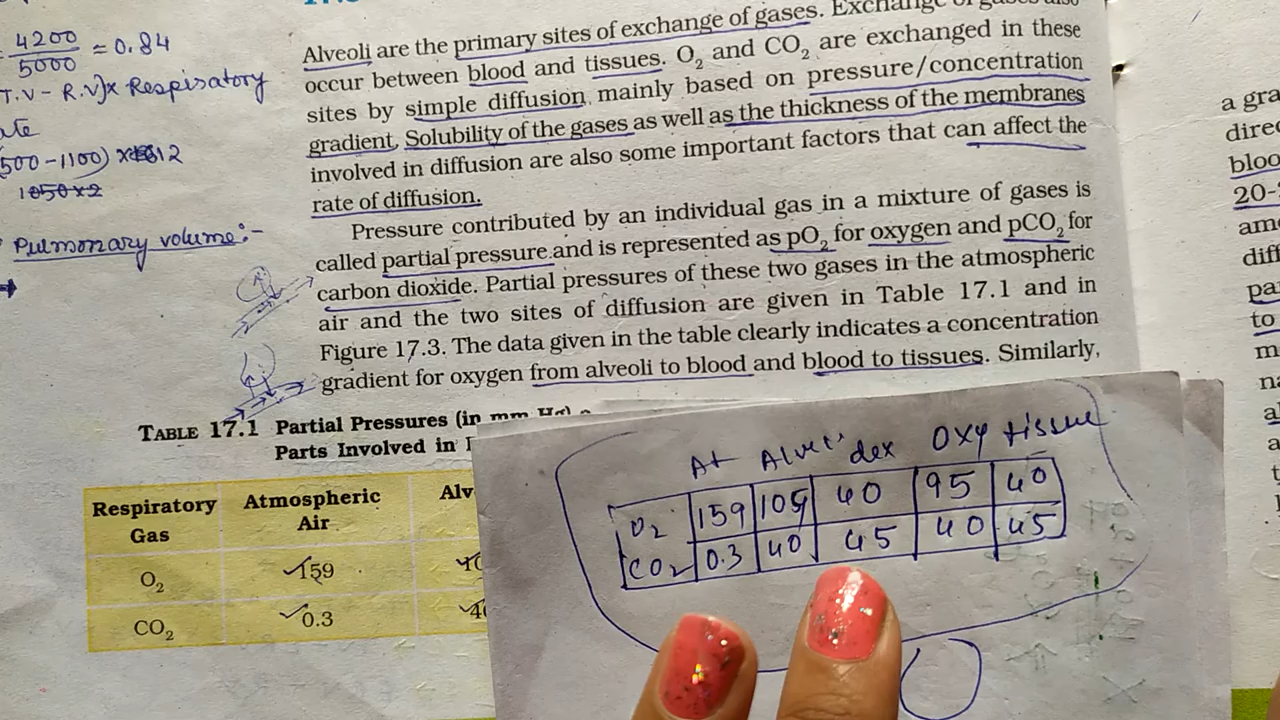 4200
5000 = 0.84
T.V - R.V)x Respisatory
ate
500 -1100) x 12
1050x2
Pulmonary volume:-
Alveoli are the primary sites of exchange of gases. Exchange of gases also
occur between blood and tissues. O2 and CO2 are exchanged in these
sites by simple diffusion mainly based on pressure/concentration
gradient. Solubility of the gases as well as the thickness of the membranes
involved in diffusion are also some important factors that can affect the
rate of diffusion.
Pressure contributed by an individual gas in a mixture of gases is
called partial pressure and is represented as pO2 for oxygen and pCO2 for
carbon dioxide. Partial pressures of these two gases in the atmospheric
air and the two sites of diffusion are given in Table 17.1 and in
Figure 17.3. The data given in the table clearly indicates a concentration
gradient for oxygen from alveoli to blood and blood to tissues. Similarly,
TABLE 17.1 Partial Pressures (in mm Hg)
Parts Involved in
Respiratory Gas Atmospheric Air Alv
O2 159
CO2 0.3 40
At Alveoli dex Oxy tissue
O2 159 104 40 95 40
CO2 0.3 40 45 40 45
a gra
direc
bloo
20-
amo
diff
pa
to
m
na
a
a
t